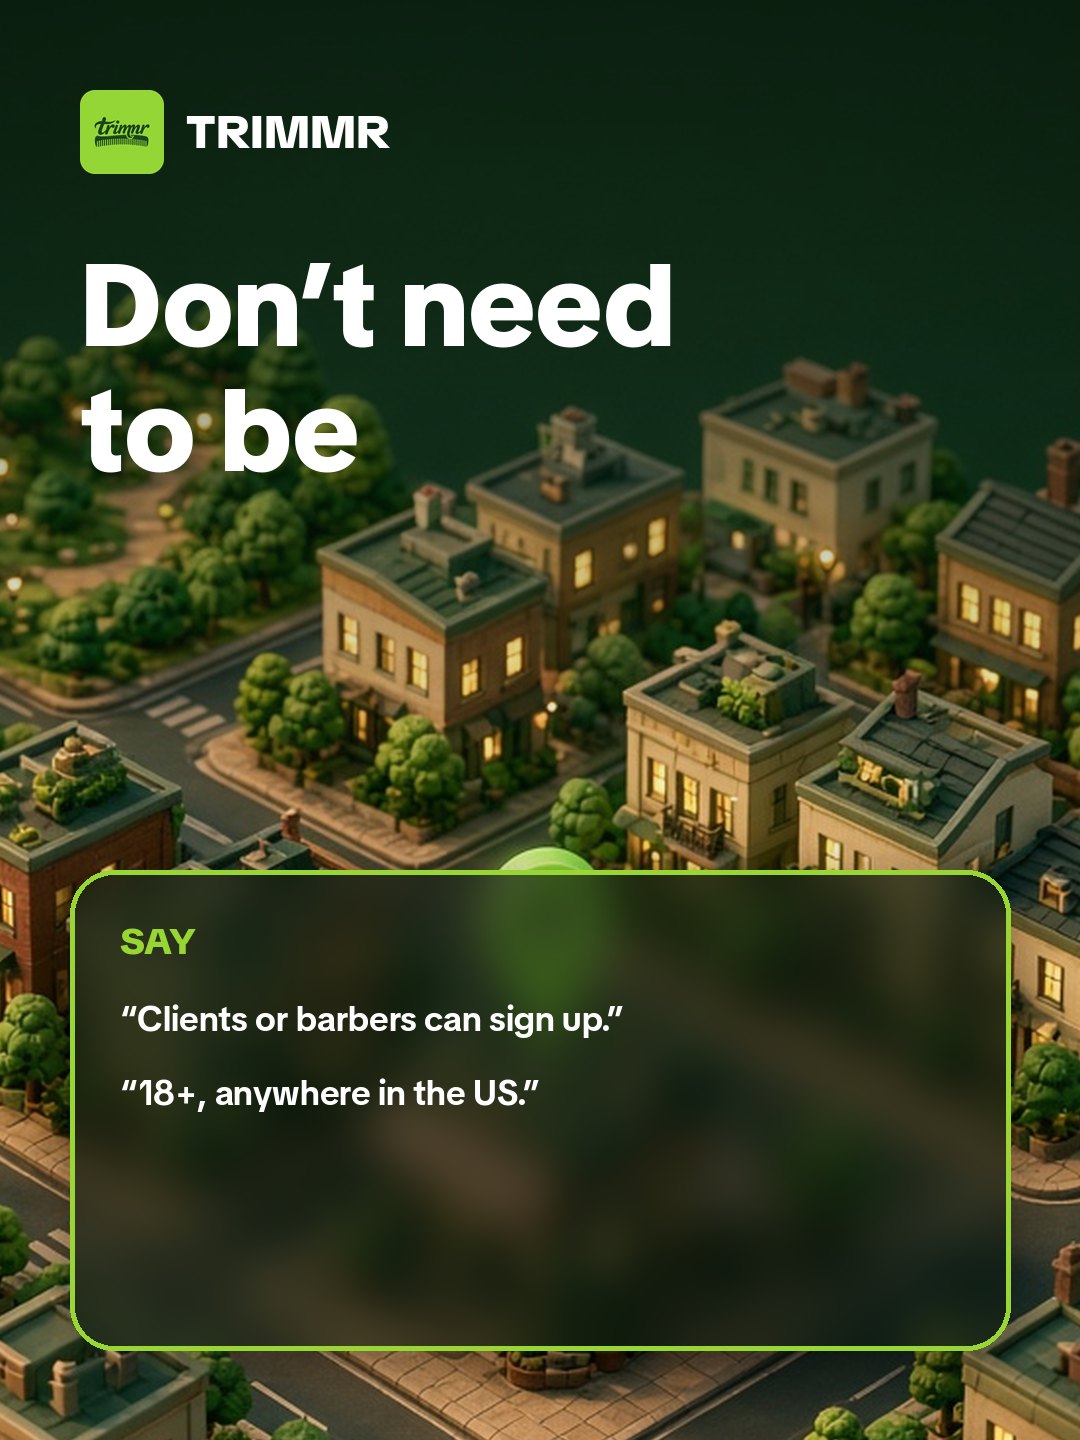 trimmr
TRIMMR
Don’t need
to be
SAY
“Clients or barbers can sign up.”
“18+, anywhere in the US.”